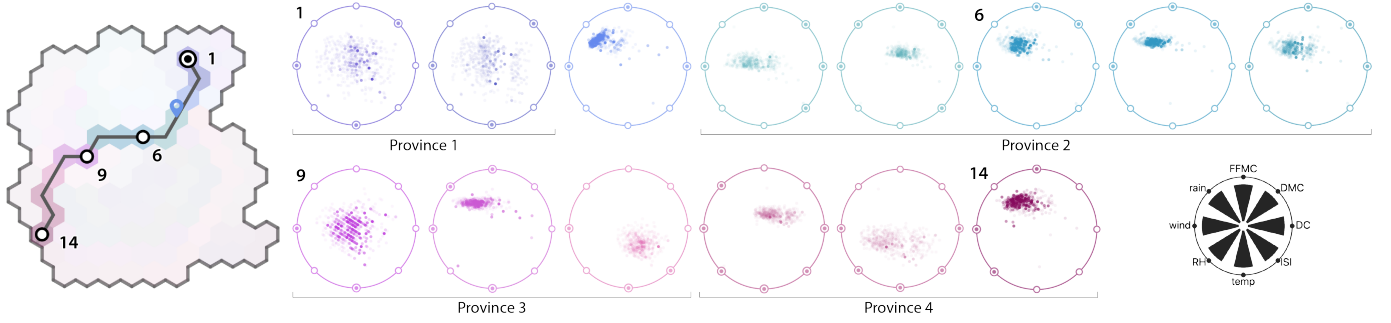 1
6
9
14
1
6
Province 1
Province 2
9
14
Province 3
Province 4
FFMC
rain
DMC
wind
DC
RH
ISI
temp